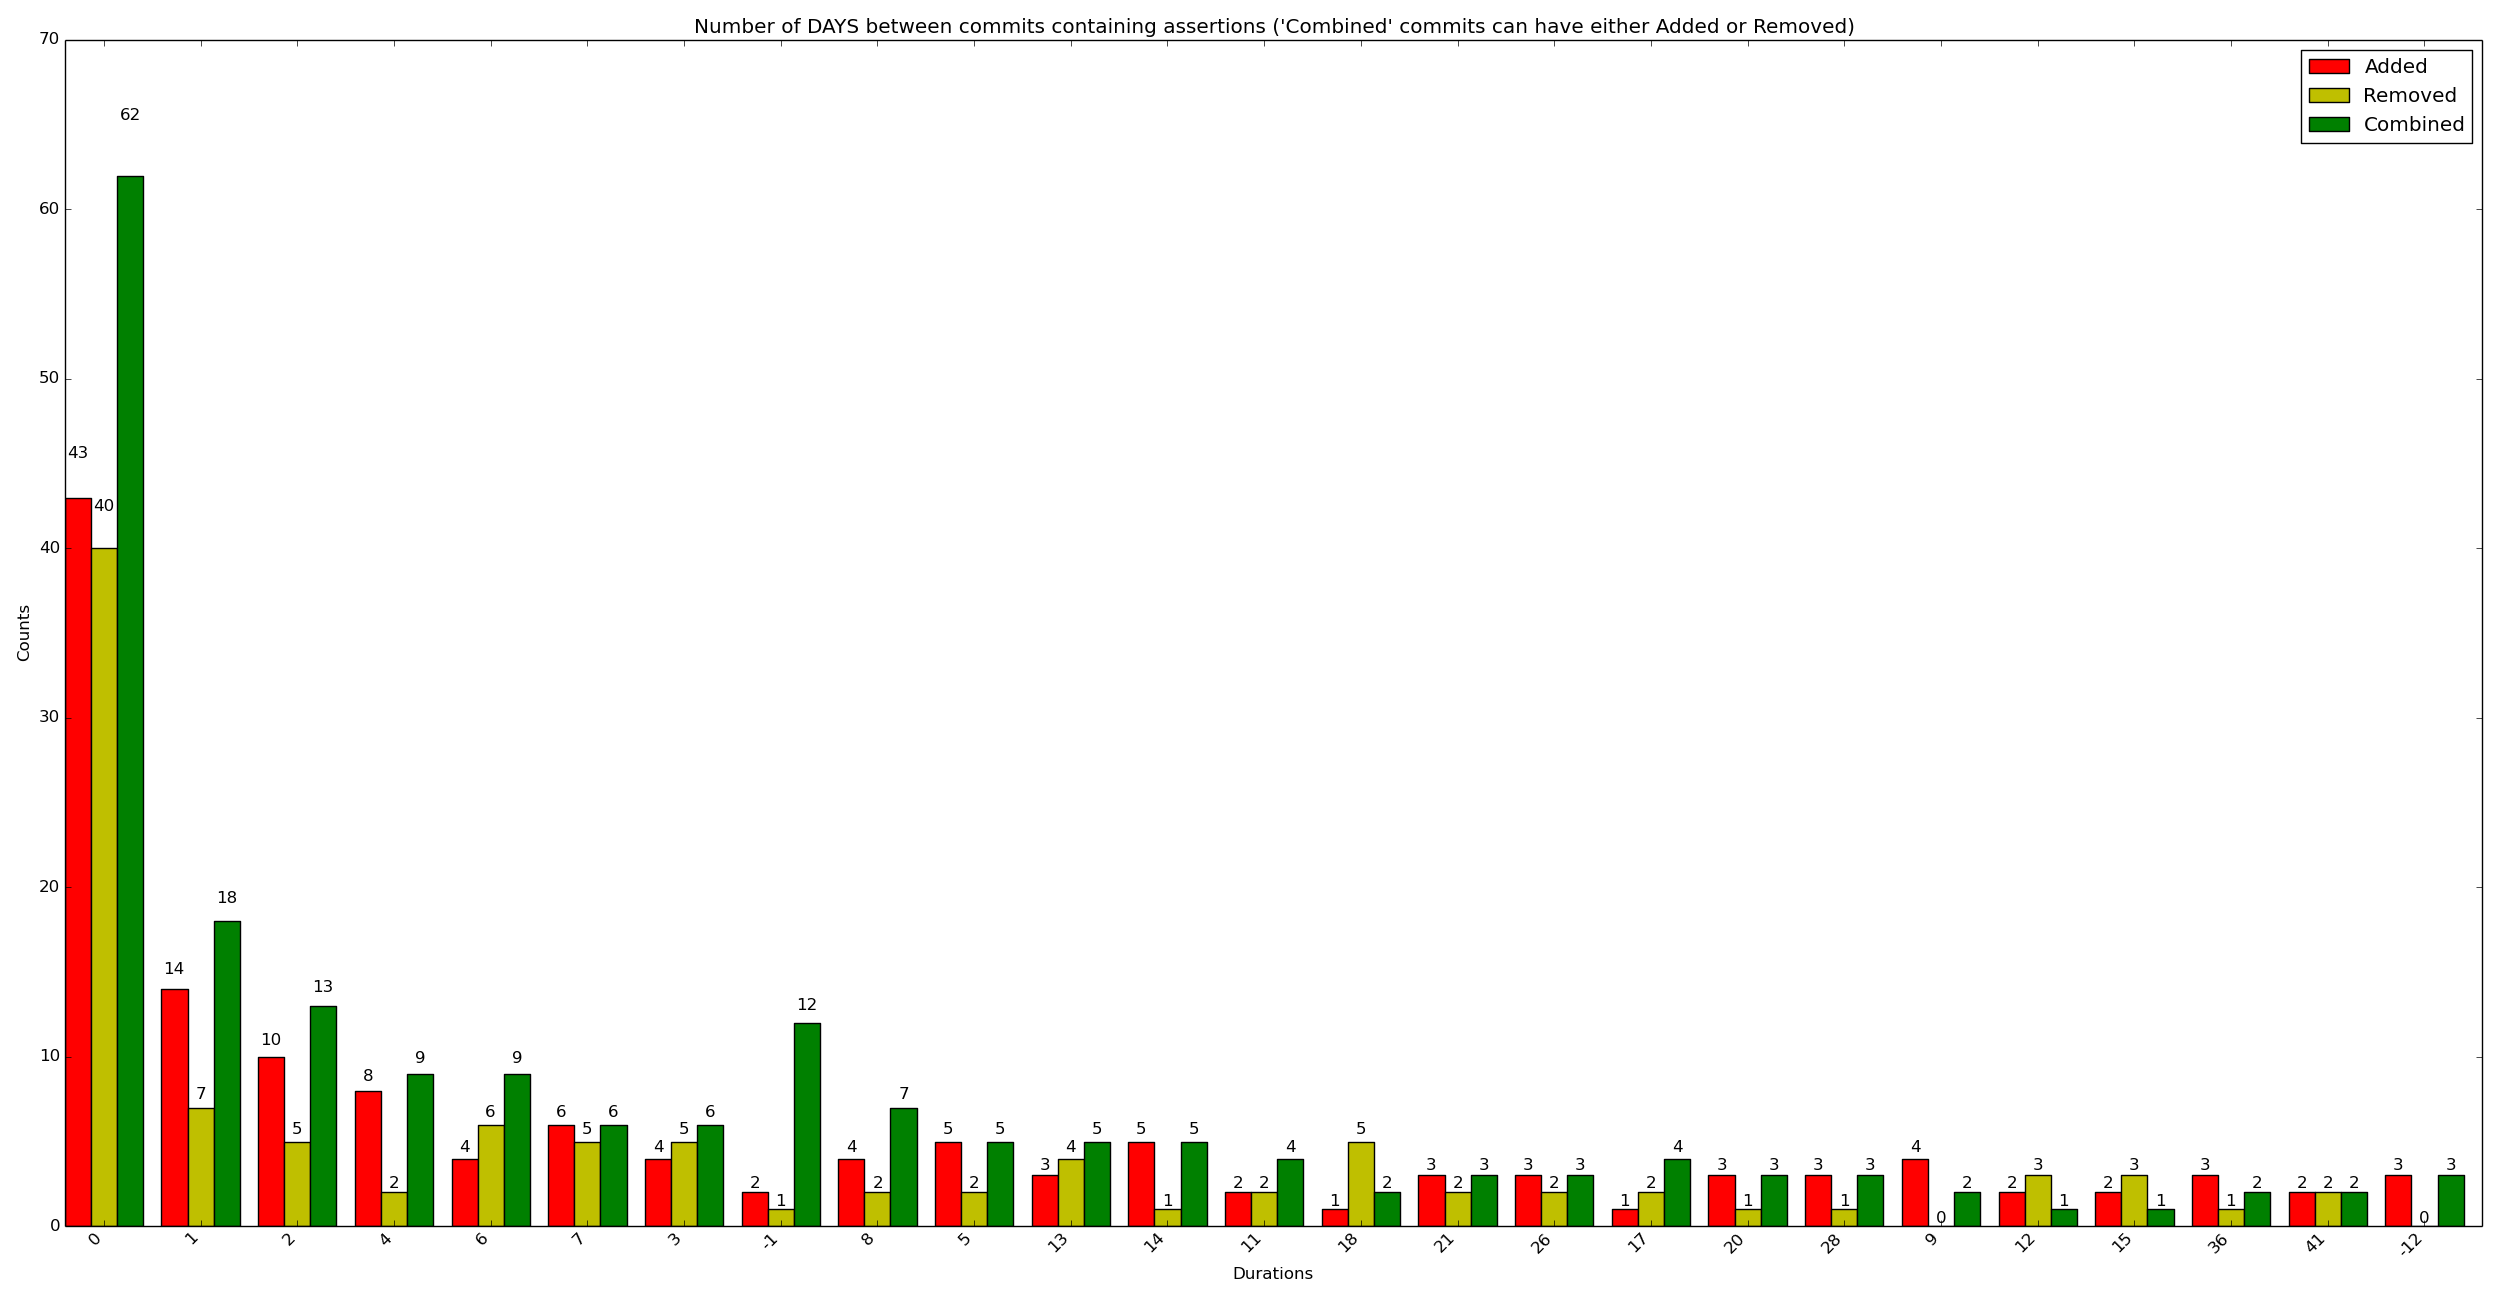 Number of DAYS between commits containing assertions ('Combined' commits can have either Added or Removed)
Added
Removed
Combined
Counts
70
60
50
40
30
20
10
0
43 40 62
14 7 18
10 5 13
8 2 9
4 6 9
6 5 6
4 5 6
2 1 12
4 2 7
5 2 5
3 4 5
5 1 5
2 2 4
1 5 2
3 2 3
3 2 3
1 2 4
3 1 3
3 1 3
4 0 2
2 3 1
2 3 1
3 1 2
2 2 2
3 0 3
0 1 2 4 6 7 3 -1 8 5 13 14 11 18 21 26 17 20 28 9 12 15 36 41 -12
Durations